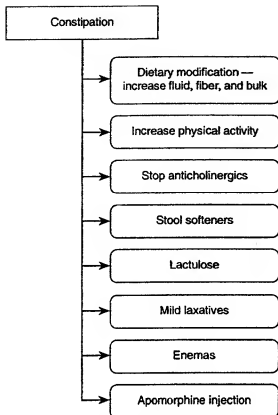 Constipation
Dietary modification —
increase fluid, fiber, and bulk
Increase physical activity
Stop anticholinergics
Stool softeners
Lactulose
Mild laxatives
Enemas
Apomorphine injection